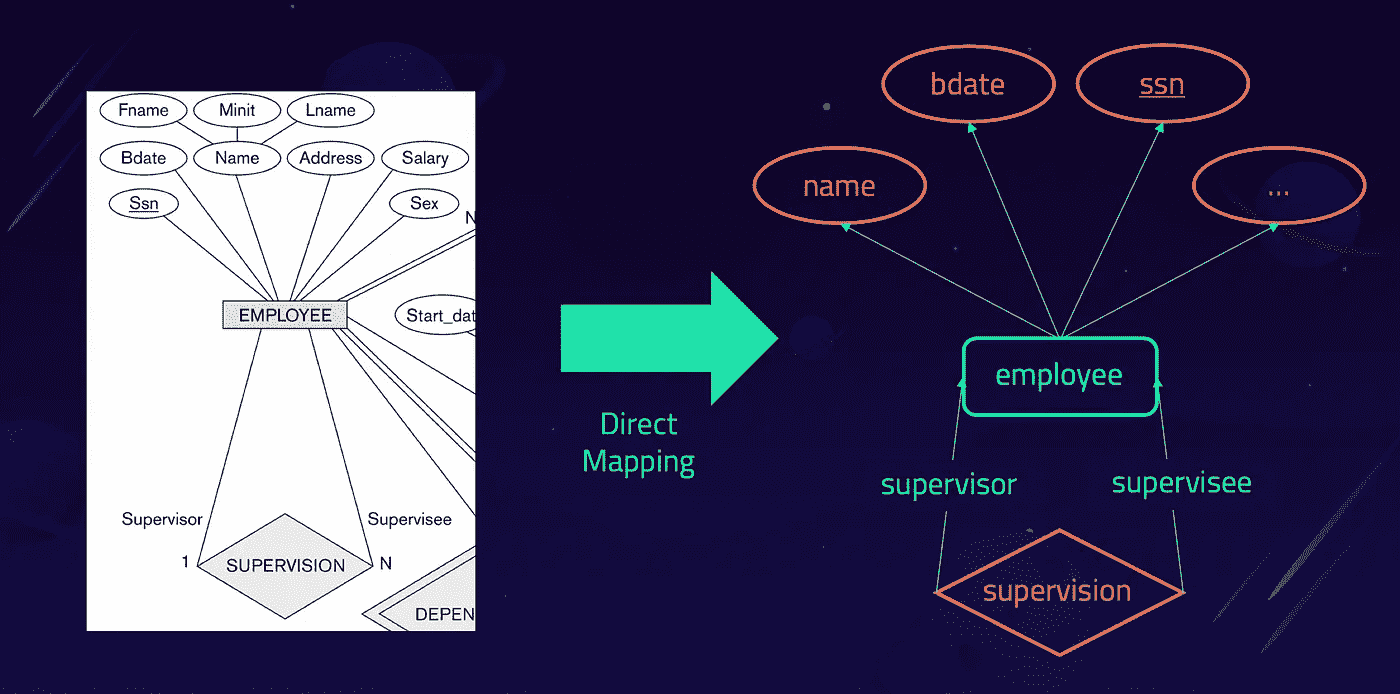 Fname
Minit
Lname
Bdate
Name
Address
Salary
Ssn
Sex
N
EMPLOYEE
Start_dat
Supervisor
Supervisee
1
SUPERVISION
N
DEPEN
Direct
Mapping
bdate
ssn
name
...
employee
supervisor
supervisee
supervision